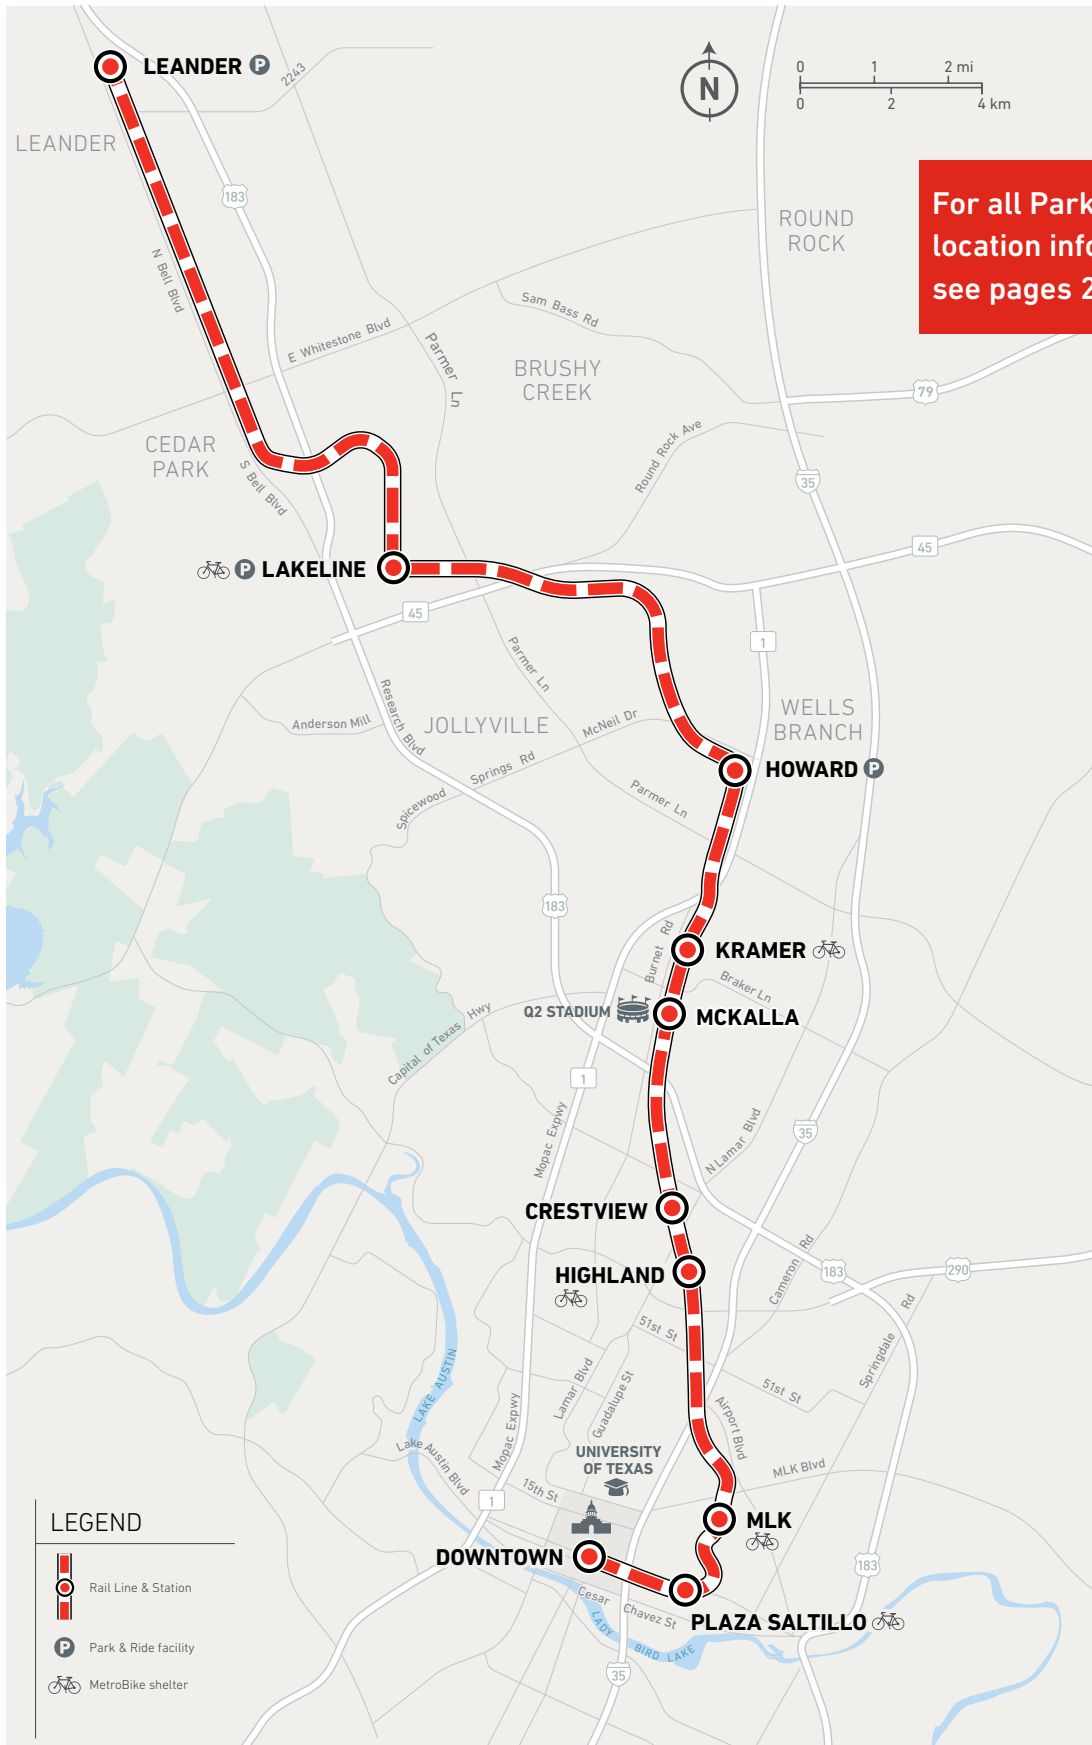 LEANDER P
2243
N
0 1 2 mi
0 2 4 km
LEANDER
183
ROUND
ROCK
For all Park
location info
see pages 2
N Bell Blvd
Sam Bass Rd
E Whitestone Blvd
Parmer Ln
BRUSHY
CREEK
79
CEDAR
PARK
Round Rock Ave
S Bell Blvd
35
45
P LAKELINE
45
1
Parmer Ln
Research Blvd
Anderson Mill
JOLLYVILLE
McNeil Dr
WELLS
BRANCH
Spicewood Springs Rd
HOWARD P
Parmer Ln
183
Burnet Rd
KRAMER
Braker Ln
Q2 STADIUM
MCKALLA
Capital of Texas Hwy
1
Mopac Expwy
N Lamar Blvd
35
CRESTVIEW
HIGHLAND
Cameron Rd
183
290
51st St
Springdale Rd
LAKE AUSTIN
Lamar Blvd
Guadalupe St
51st St
Airport Blvd
Mopac Expwy
Lake Austin Blvd
UNIVERSITY
OF TEXAS
MLK Blvd
15th St
1
MLK
DOWNTOWN
183
Cesar Chavez St
PLAZA SALTILLO
LADY BIRD LAKE
35
LEGEND
Rail Line & Station
P Park & Ride facility
MetroBike shelter